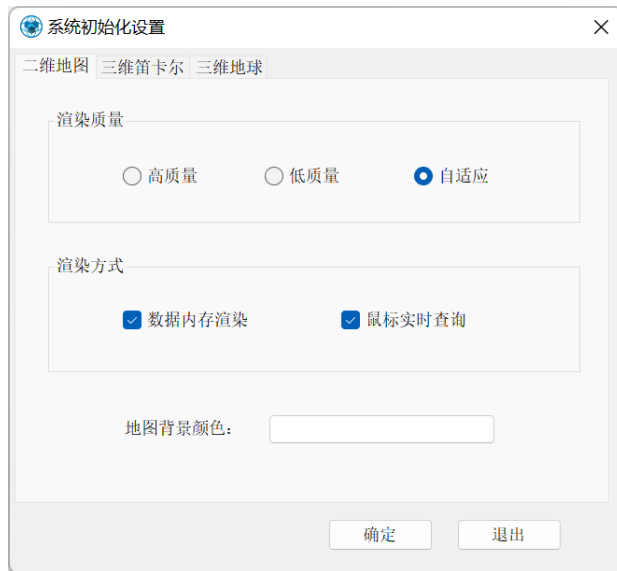 系统初始化设置
二维地图 三维笛卡尔 三维地球
渲染质量
高质量 低质量 自适应
渲染方式
数据内存渲染 鼠标实时查询
地图背景颜色：
确定 退出